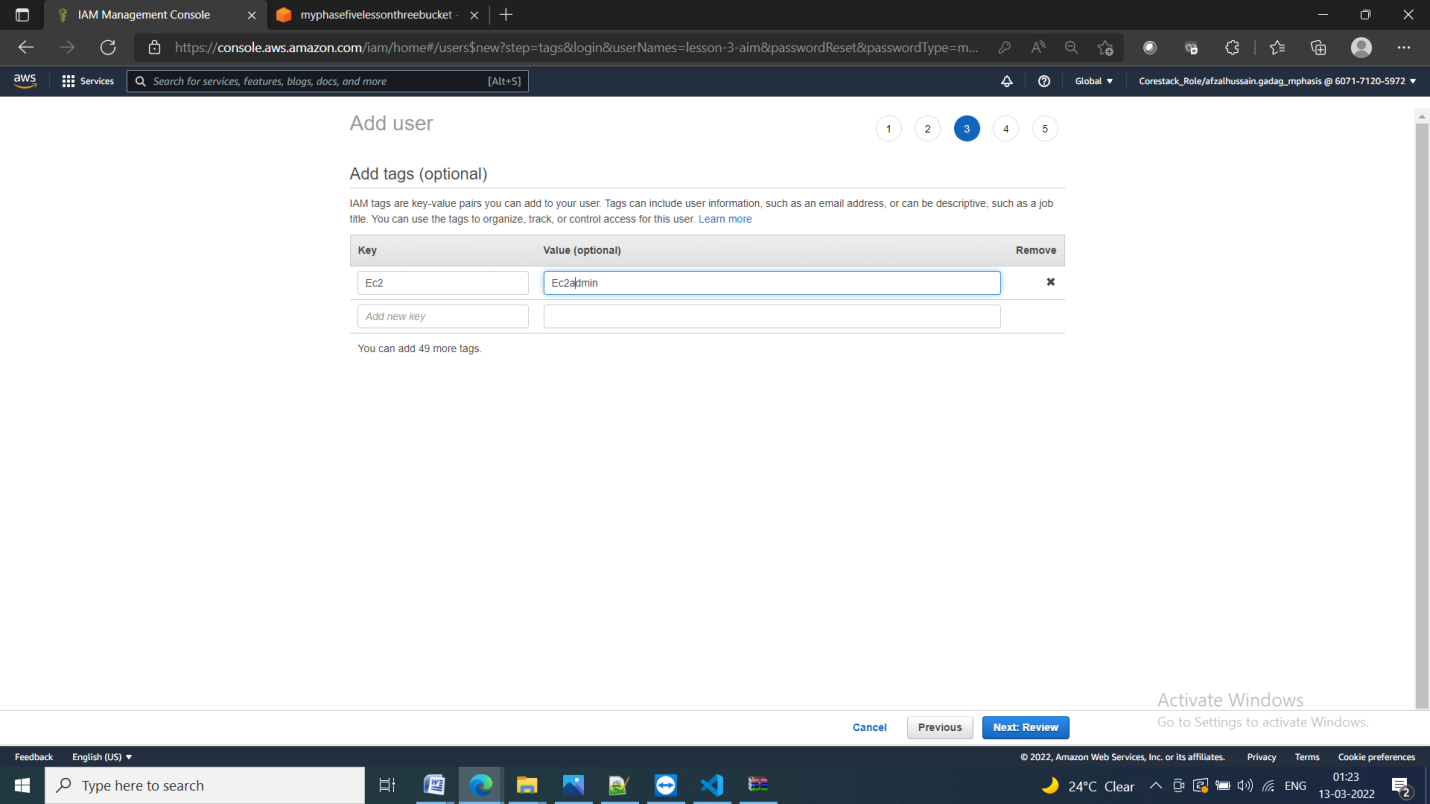 IAM Management Console
myphasefivelessonthreebucket -
https://console.aws.amazon.com/iam/home#/users$new?step=tags&login&userNames=lesson-3-aim&passwordReset&passwordType=m...
aws
Services
Search for services, features, blogs, docs, and more
[Alt+S]
Global
Corestack_Role/afzalhussain.gadag_mphasis @ 6071-7120-5972
Add user
1 2 3 4 5
Add tags (optional)
IAM tags are key-value pairs you can add to your user. Tags can include user information, such as an email address, or can be descriptive, such as a job
title. You can use the tags to organize, track, or control access for this user. Learn more
Key Value (optional) Remove
Ec2 Ec2admin
Add new key
You can add 49 more tags.
Activate Windows
Go to Settings to activate Windows.
Cancel Previous Next: Review
Feedback English (US) © 2022, Amazon Web Services, Inc. or its affiliates. Privacy Terms Cookie preferences
Type here to search
24°C Clear
ENG
01:23
13-03-2022
2